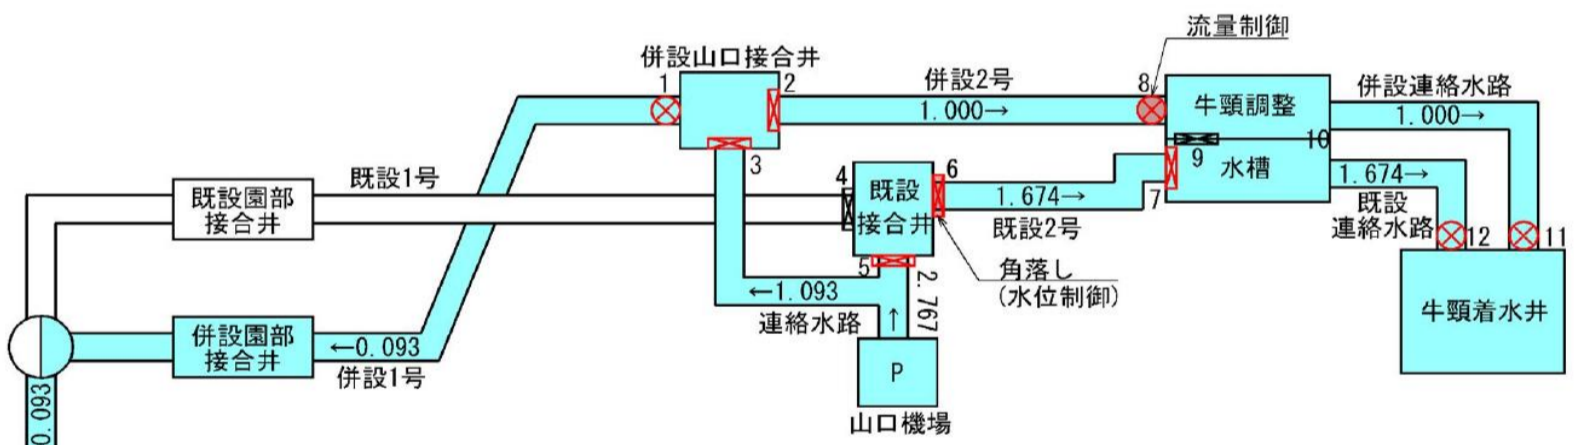 流量制御
併設山口接合井
1
2
併設2号
8
併設連絡水路
1.000→
牛頸調整
1.000→
3
9
10
水槽
既設1号
4
6
既設園部
接合井
既設
接合井
1.674→
7
1.674→
既設2号
既設
連絡水路
12
11
5
角落し
(水位制御)
←1.093
2.767→
連絡水路
併設園部
接合井
←0.093
併設1号
牛頸着水井
P
山口機場
0.093